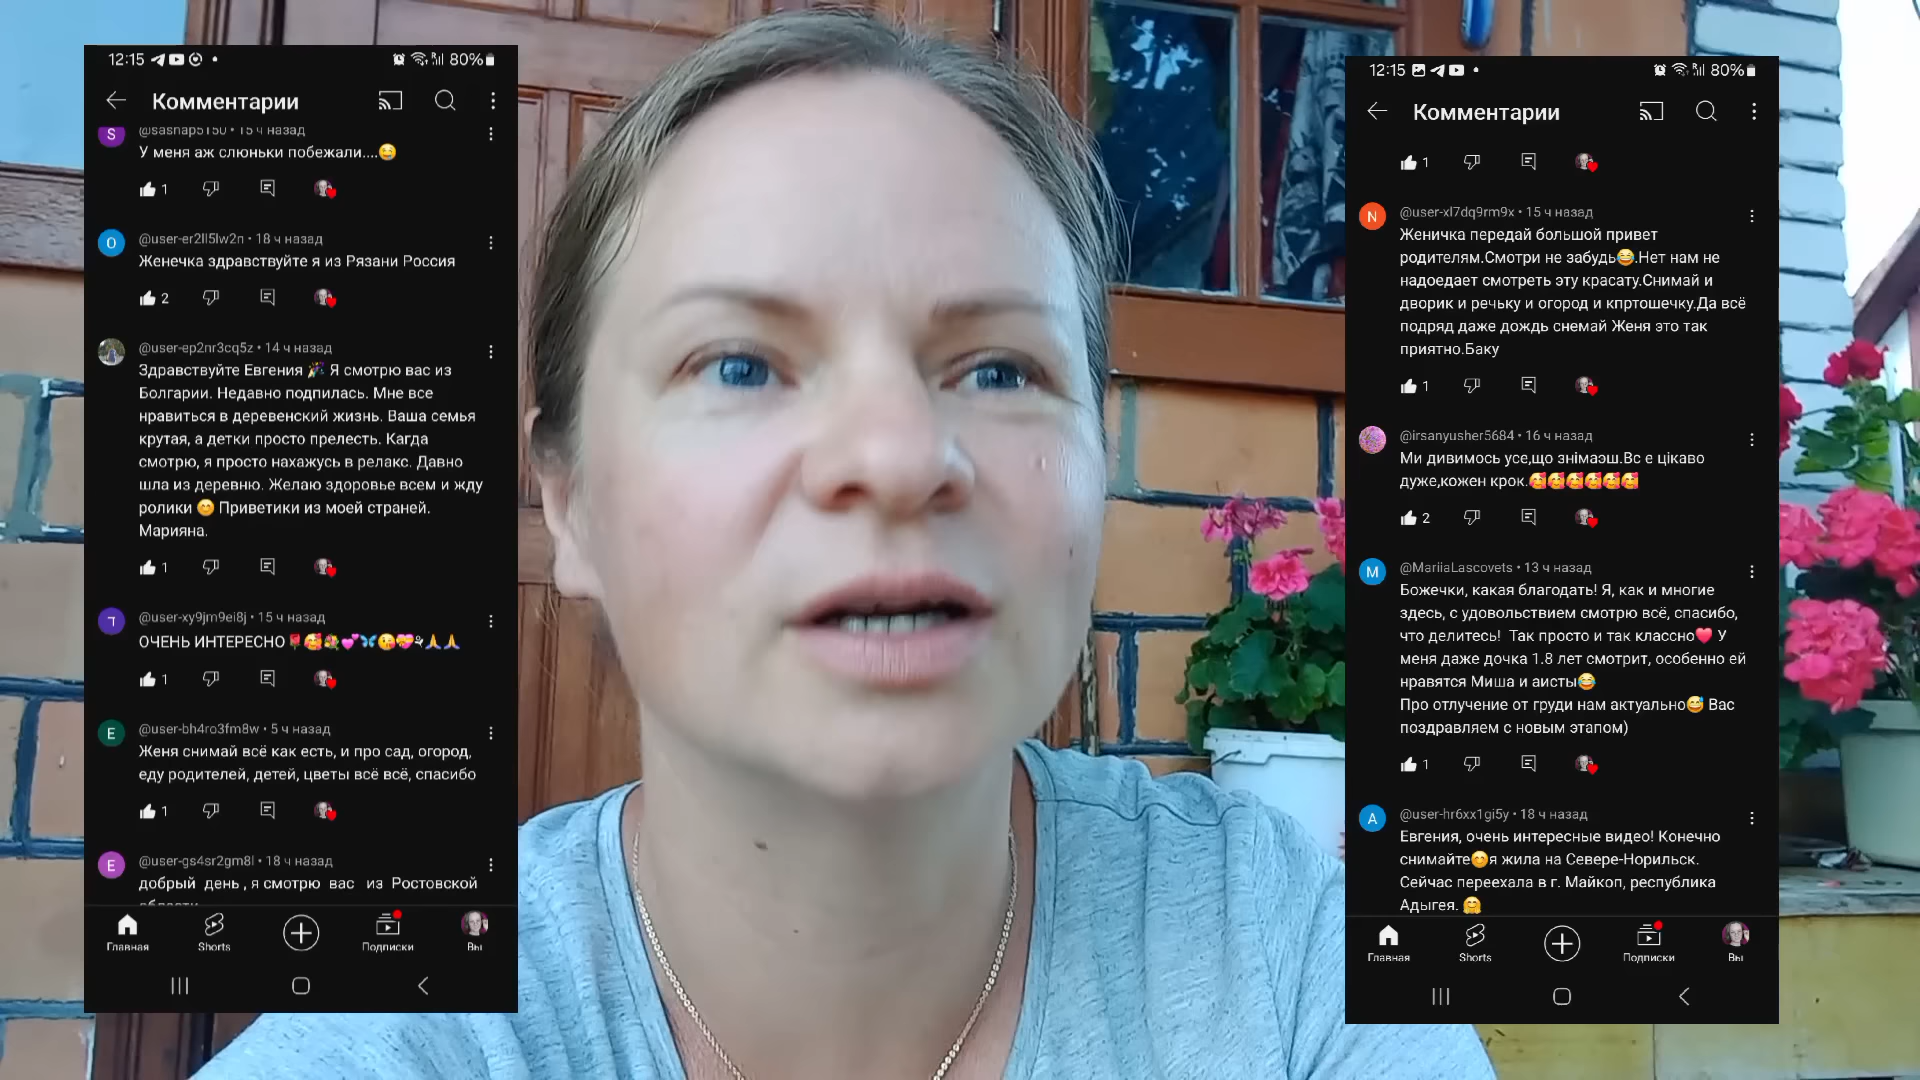 12:15
80%
Комментарии
@sashap5150 • 15 ч назад
У меня аж слюньки побежали....😄
1
@user-er2ll5lw2n • 18 ч назад
Женечка здравствуйте я из Рязани Россия
2
@user-ep2nr3cq5z • 14 ч назад
Здравствуйте Евгения 🎉 Я смотрю вас из
Болгарии. Недавно подпилась. Мне все
нравиться в деревенский жизнь. Ваша семья
крутая, а детки просто прелесть. Кагда
смотрю, я просто нахажусь в релакс. Давно
шла из деревню. Желаю здоровье всем и жду
ролики 😊 Приветики из моей страней.
Марияна.
1
@user-xy9jm9ei8j • 15 ч назад
ОЧЕНЬ ИНТЕРЕСНО🌹🥰💐💕🦋😘💝⚘🙏🙏
1
@user-bh4ro3fm8w • 5 ч назад
Женя снимай всё как есть, и про сад, огород,
еду родителей, детей, цветы всё всё, спасибо
1
@user-gs4sr2gm8l • 18 ч назад
добрый день , я смотрю вас из Ростовской
Главная
Shorts
Подписки
Вы
12:15
80%
Комментарии
1
@user-xl7dq9rm9x • 15 ч назад
Женичка передай большой привет
родителям.Смотри не забудь😂.Нет нам не
надоедает смотреть эту красату.Снимай и
дворик и речьку и огород и кпртошечку.Да всё
подряд даже дождь снемай Женя это так
приятно.Баку
1
@irsanyusher5684 • 16 ч назад
Ми дивимось усе,що знімаэш.Вс е цікаво
дуже,кожен крок.🥰🥰🥰🥰🥰🥰
2
@MariiaLascovets • 13 ч назад
Божечки, какая благодать! Я, как и многие
здесь, с удовольствием смотрю всё, спасибо,
что делитесь! Так просто и так классно❤️ У
меня даже дочка 1.8 лет смотрит, особенно ей
нравятся Миша и аисты😂
Про отлучение от груди нам актуально😅 Вас
поздравляем с новым этапом)
1
@user-hr6xx1gi5y • 18 ч назад
Евгения, очень интересные видео! Конечно
снимайте😊я жила на Севере-Норильск.
Сейчас переехала в г. Майкоп, республика
Адыгея. 🤗
Главная
Shorts
Подписки
Вы